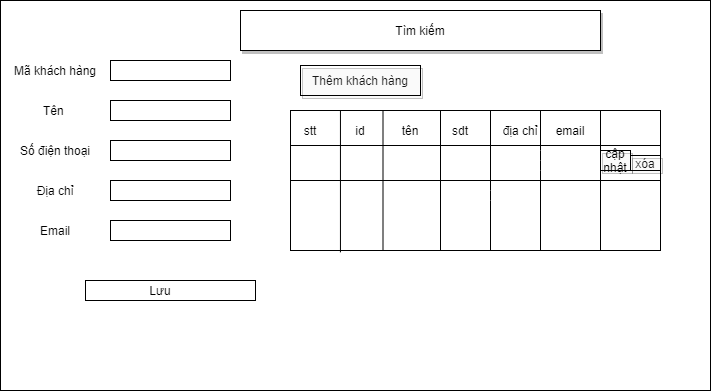 Tìm kiếm
Mã khách hàng
Thêm khách hàng
Tên
stt id tên sdt địa chỉ email
Số điện thoại
cập
nhật
xóa
Địa chỉ
Email
Lưu